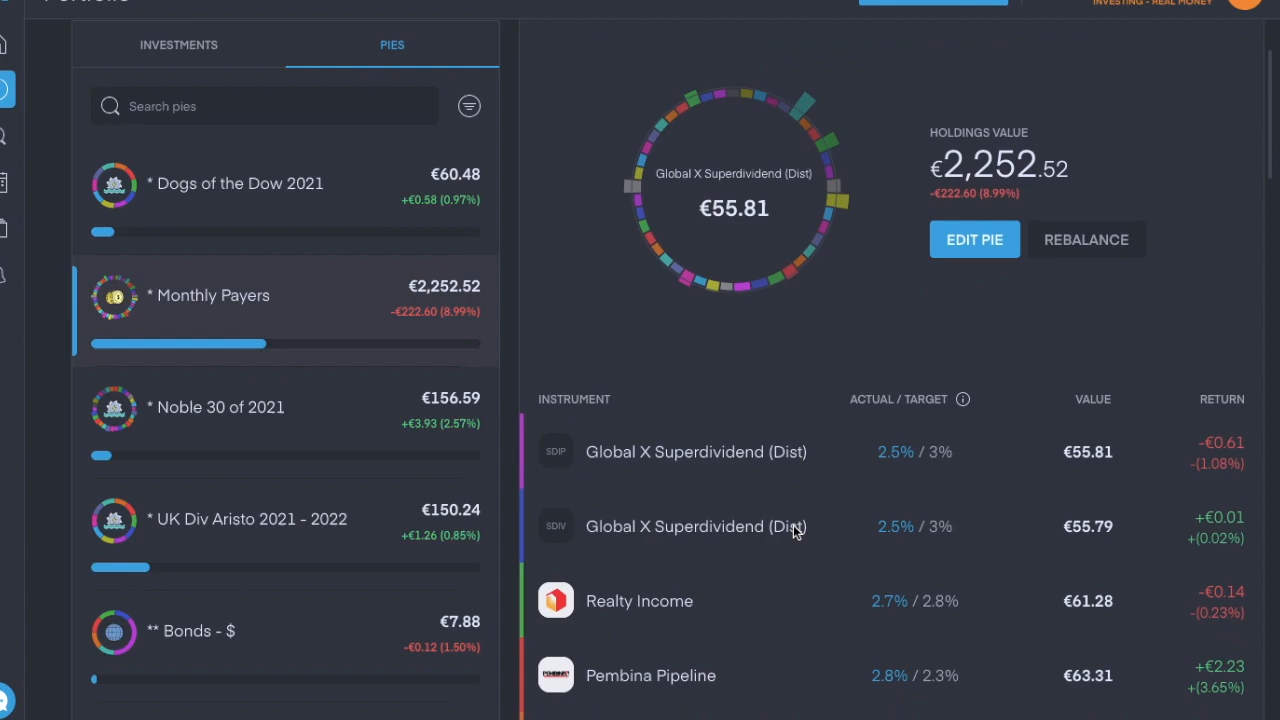 Portfolio
INVESTING - REAL MONEY
INVESTMENTS
PIES
Search pies
* Dogs of the Dow 2021
€60.48
+€0.58 (0.97%)
* Monthly Payers
€2,252.52
-€222.60 (8.99%)
* Noble 30 of 2021
€156.59
+€3.93 (2.57%)
* UK Div Aristo 2021 - 2022
€150.24
+€1.26 (0.85%)
** Bonds - $
€7.88
-€0.12 (1.50%)
Global X Superdividend (Dist)
€55.81
HOLDINGS VALUE
€2,252.52
-€222.60 (8.99%)
EDIT PIE
REBALANCE
INSTRUMENT
ACTUAL / TARGET
VALUE
RETURN
SDIP
Global X Superdividend (Dist)
2.5% / 3%
€55.81
-€0.61
-(1.08%)
SDIV
Global X Superdividend (Dist)
2.5% / 3%
€55.79
+€0.01
+(0.02%)
Realty Income
2.7% / 2.8%
€61.28
-€0.14
-(0.23%)
PEMBINA
Pembina Pipeline
2.8% / 2.3%
€63.31
+€2.23
+(3.65%)